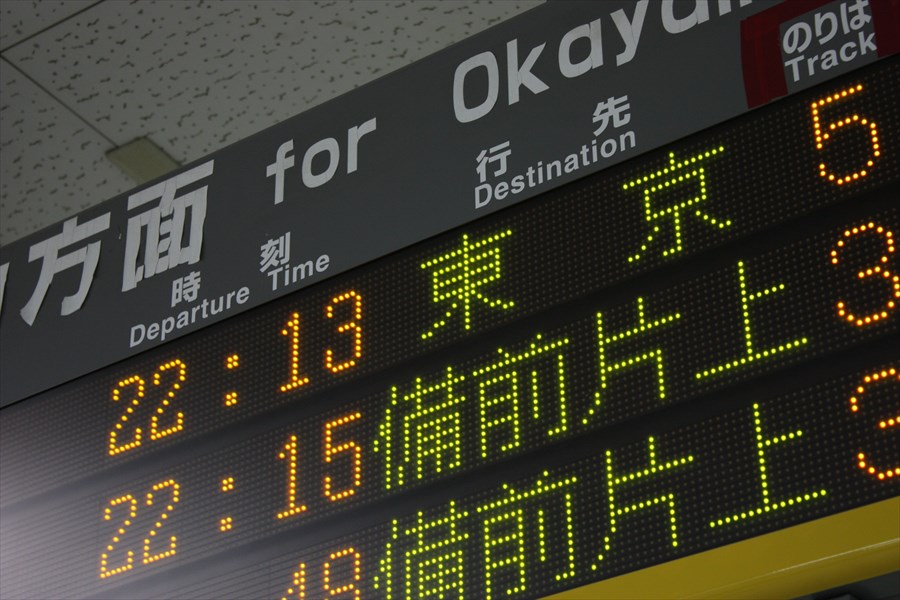 方面 for Okayam
のりば
Track
時刻
Departure Time
行先
Destination
22:13 東京 5
22:15 備前片上 3
備前片上 3